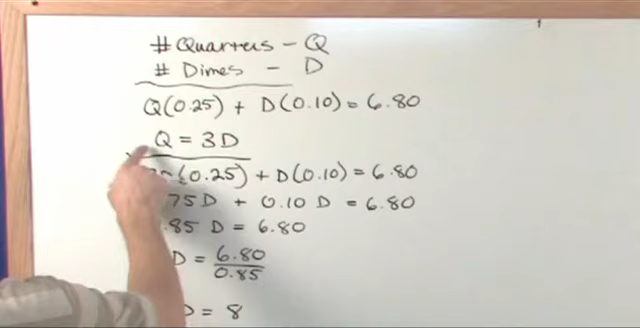 # Quarters - Q
# Dimes - D
Q(0.25) + D(0.10) = 6.80
Q = 3D
(0.25) + D(0.10) = 6.80
75D + 0.10 D = 6.80
.85 D = 6.80
D = 6.80
0.85
D = 8